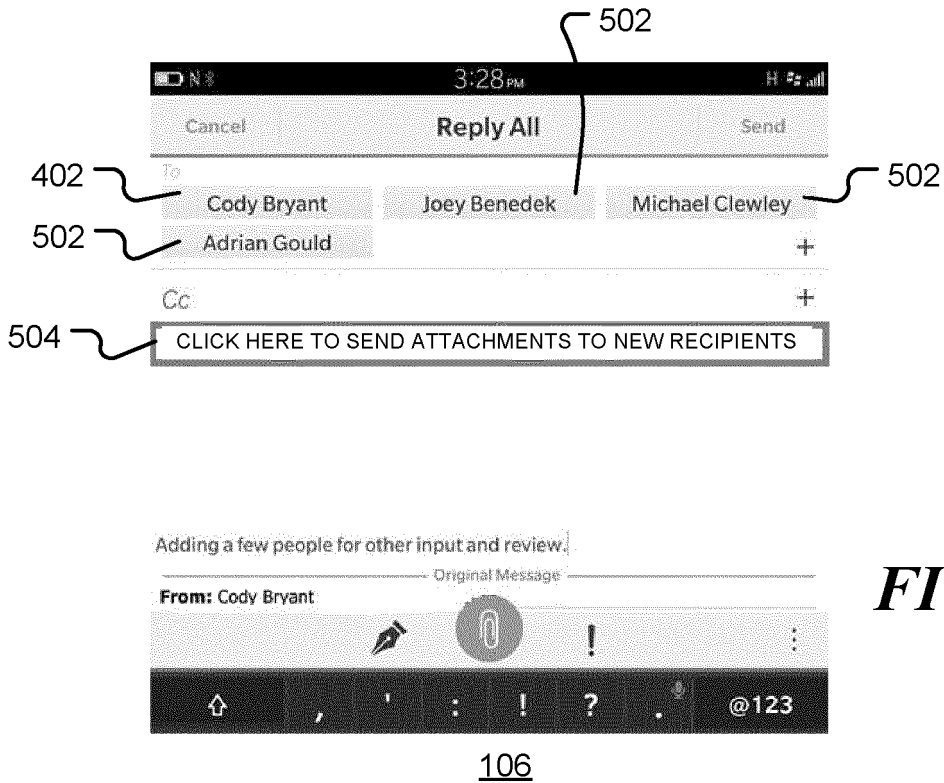 502
N 3:28 PM H
Cancel Reply All Send
To
402 Cody Bryant Joey Benedek Michael Clewley 502
502 Adrian Gould +
Cc +
504 CLICK HERE TO SEND ATTACHMENTS TO NEW RECIPIENTS
Adding a few people for other input and review.
Original Message
From: Cody Bryant
FI
!
, ' : ! ? . @123
106